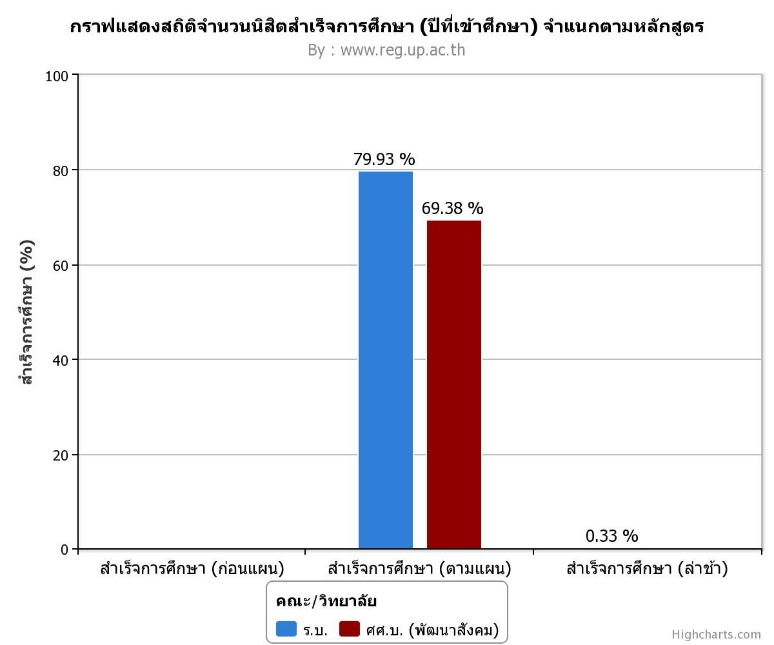 กราฟแสดงสถิติจำนวนนิสิตสำเร็จการศึกษา (ปีที่เข้าศึกษา) จำแนกตามหลักสูตร
By : www.reg.up.ac.th
100
80
60
40
20
0
สำเร็จการศึกษา (%)
79.93 %
69.38 %
0.33 %
สำเร็จการศึกษา (ก่อนแผน)
สำเร็จการศึกษา (ตามแผน)
สำเร็จการศึกษา (ล่าช้า)
คณะ/วิทยาลัย
ร.บ.
ศศ.บ. (พัฒนาสังคม)
Highcharts.com